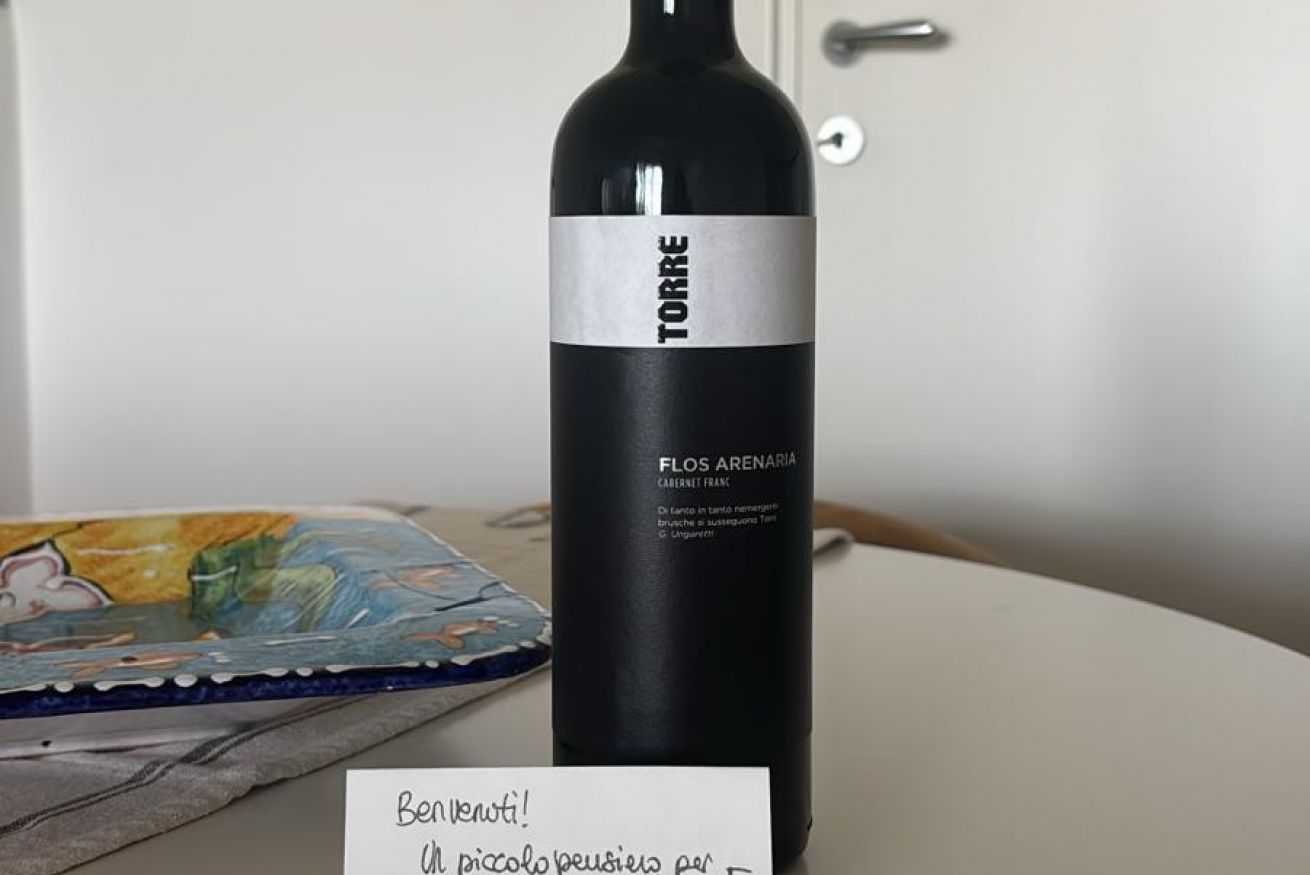 TORRE
FLOS ARENARIA
CABERNET FRANC
Di tanto in tanto riemergenti
brusche si susseguono Torri
G. Ungaretti
Benvenuti!
Un piccolo pensiero per